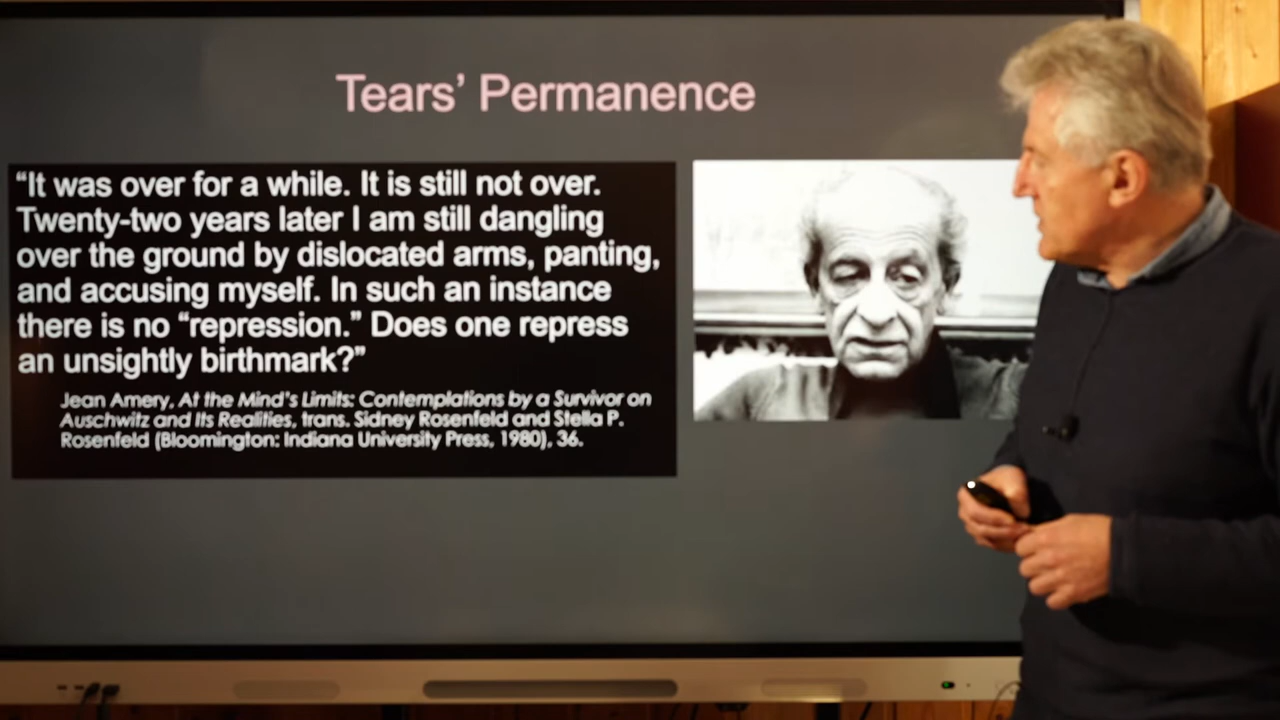 Tears’ Permanence
“It was over for a while. It is still not over.
Twenty-two years later I am still dangling
over the ground by dislocated arms, panting,
and accusing myself. In such an instance
there is no “repression.” Does one repress
an unsightly birthmark?”
Jean Amery, At the Mind’s Limits: Contemplations by a Survivor on
Auschwitz and Its Realities, trans. Sidney Rosenfeld and Stella P.
Rosenfeld (Bloomington: Indiana University Press, 1980), 36.